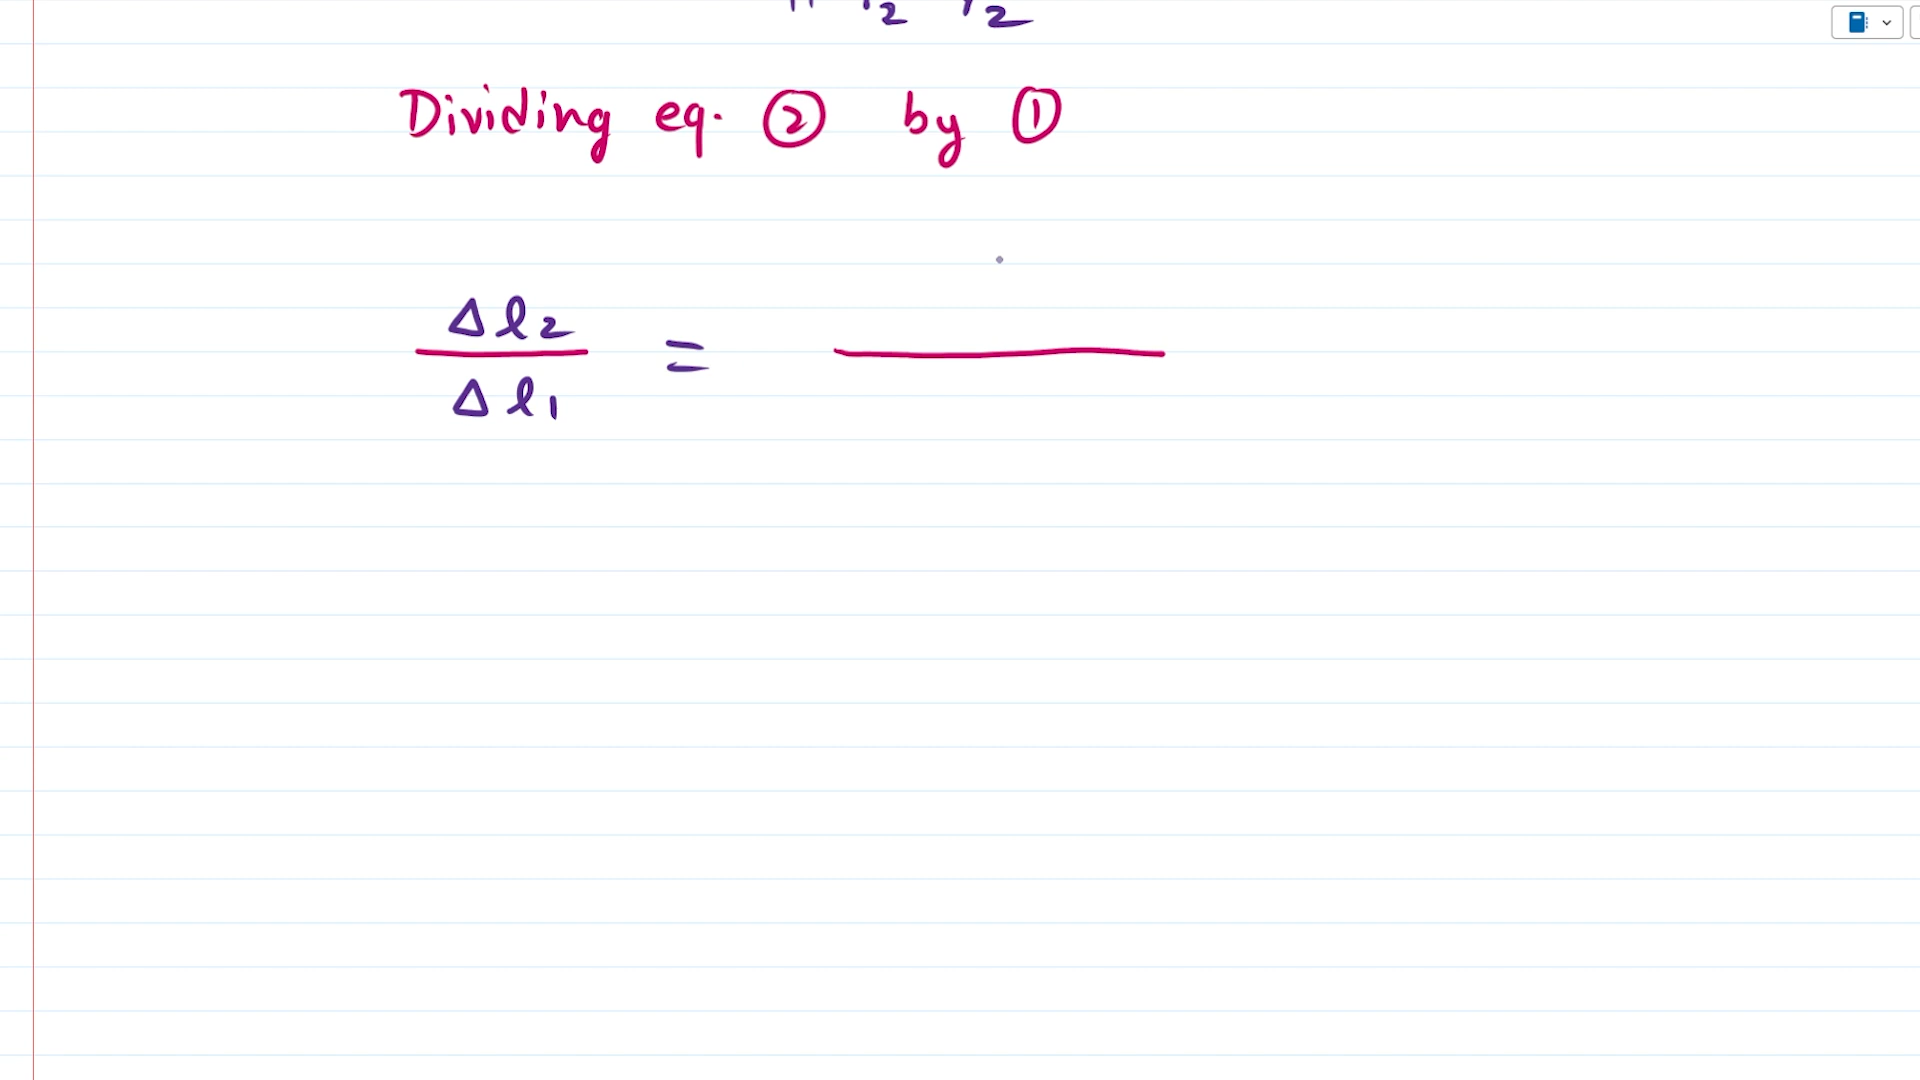 Dividing eq. ② by ①
Δl2
=
Δl1